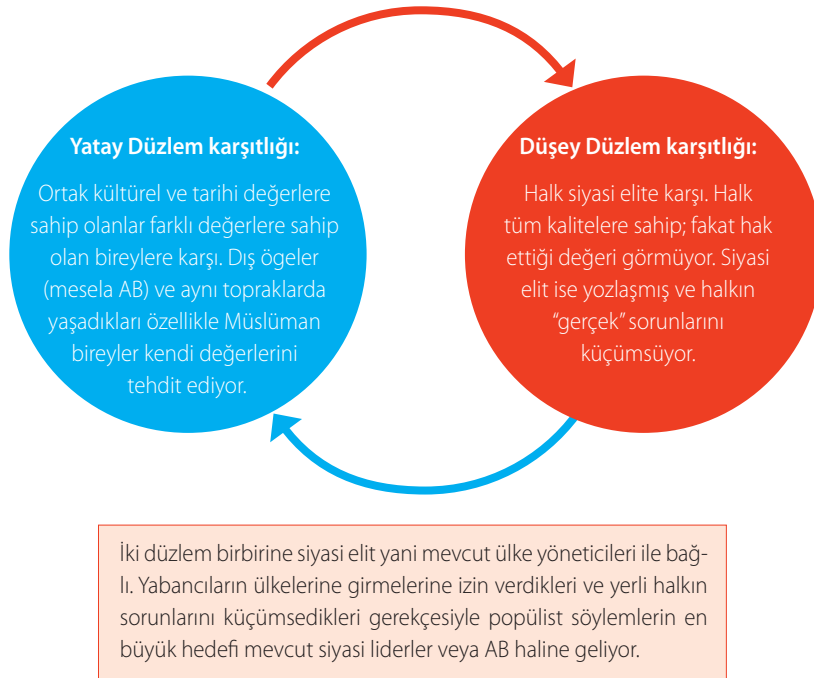 Yatay Düzlem karşıtlığı:
Ortak kültürel ve tarihi değerlere
sahip olanlar farklı değerlere sahip
olan bireylere karşı. Dış ögeler
(mesela AB) ve aynı topraklarda
yaşadıkları özellikle Müslüman
bireyler kendi değerlerini
tehdit ediyor.
Düşey Düzlem karşıtlığı:
Halk siyasi elite karşı. Halk
tüm kalitelere sahip; fakat hak
ettiği değeri görmüyor. Siyasi
elit ise yozlaşmış ve halkın
“gerçek” sorunlarını
küçümsüyor.
İki düzlem birbirine siyasi elit yani mevcut ülke yöneticileri ile bağ-
lı. Yabancıların ülkelerine girmelerine izin verdikleri ve yerli halkın
sorunlarını küçümsedikleri gerekçesiyle popülist söylemlerin en
büyük hedefi mevcut siyasi liderler veya AB haline geliyor.